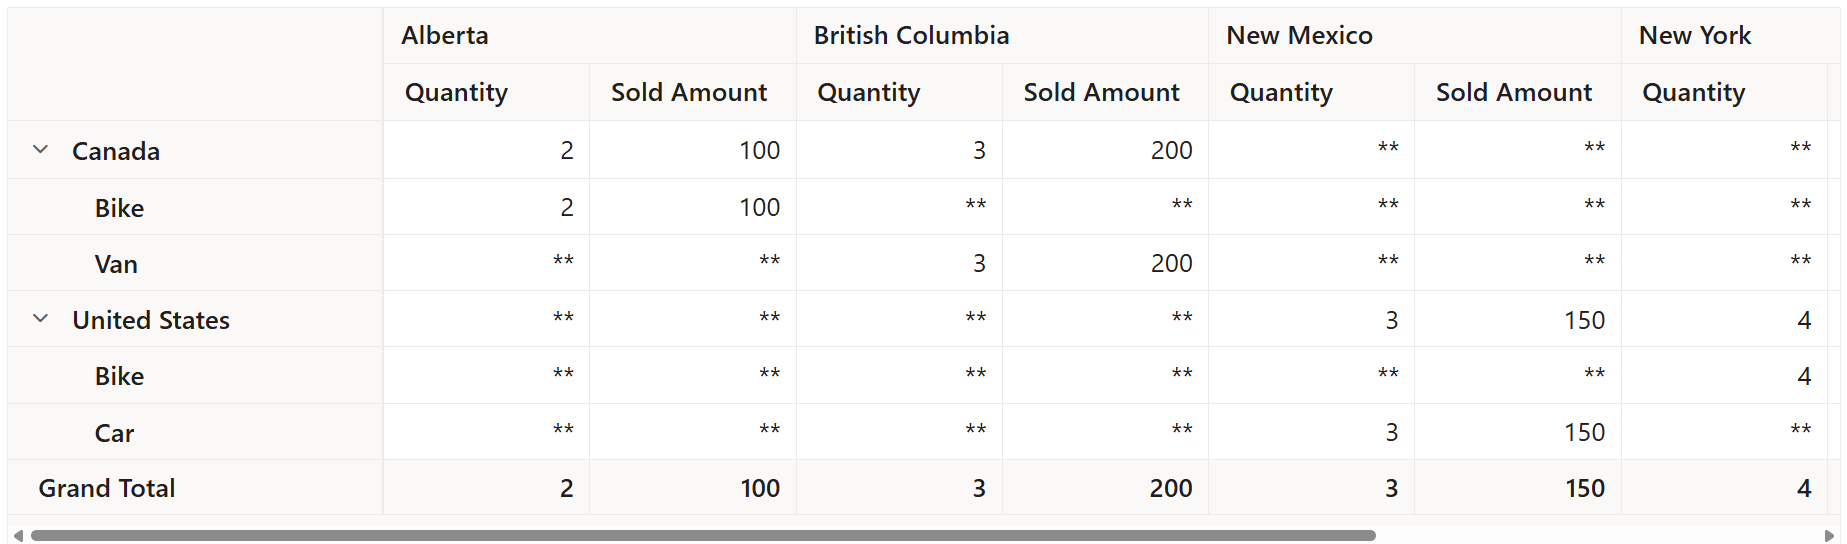 Alberta British Columbia New Mexico New York
Quantity Sold Amount Quantity Sold Amount Quantity Sold Amount Quantity
Canada 2 100 3 200 ** ** **
Bike 2 100 ** ** ** ** **
Van ** ** 3 200 ** ** **
United States ** ** ** ** 3 150 4
Bike ** ** ** ** ** ** 4
Car ** ** ** ** 3 150 **
Grand Total 2 100 3 200 3 150 4